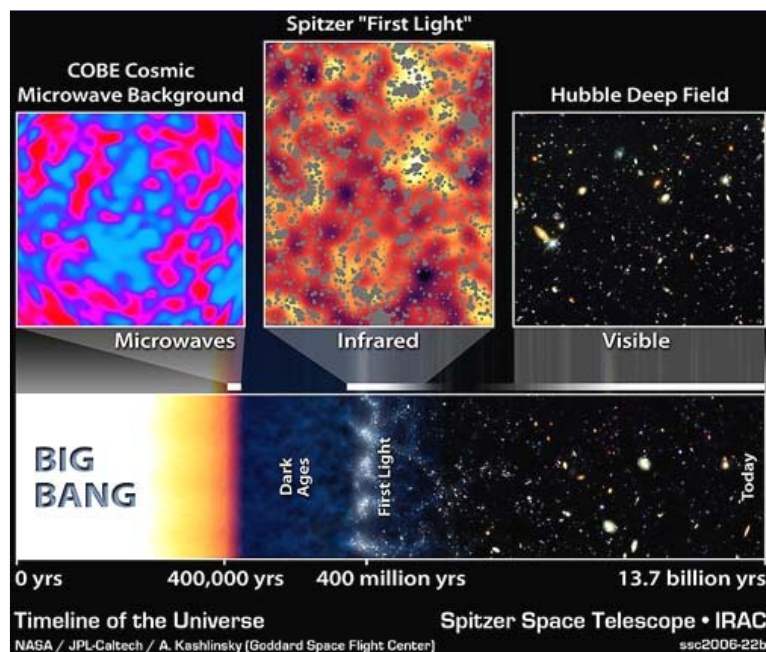 Spitzer "First Light"
COBE Cosmic
Microwave Background
Hubble Deep Field
Microwaves
Infrared
Visible
BIG
BANG
Dark
Ages
First Light
Today
0 yrs
400,000 yrs
400 million yrs
13.7 billion yrs
Timeline of the Universe
Spitzer Space Telescope • IRAC
NASA / JPL-Caltech / A. Kashlinsky (Goddard Space Flight Center)
ssc2006-22b